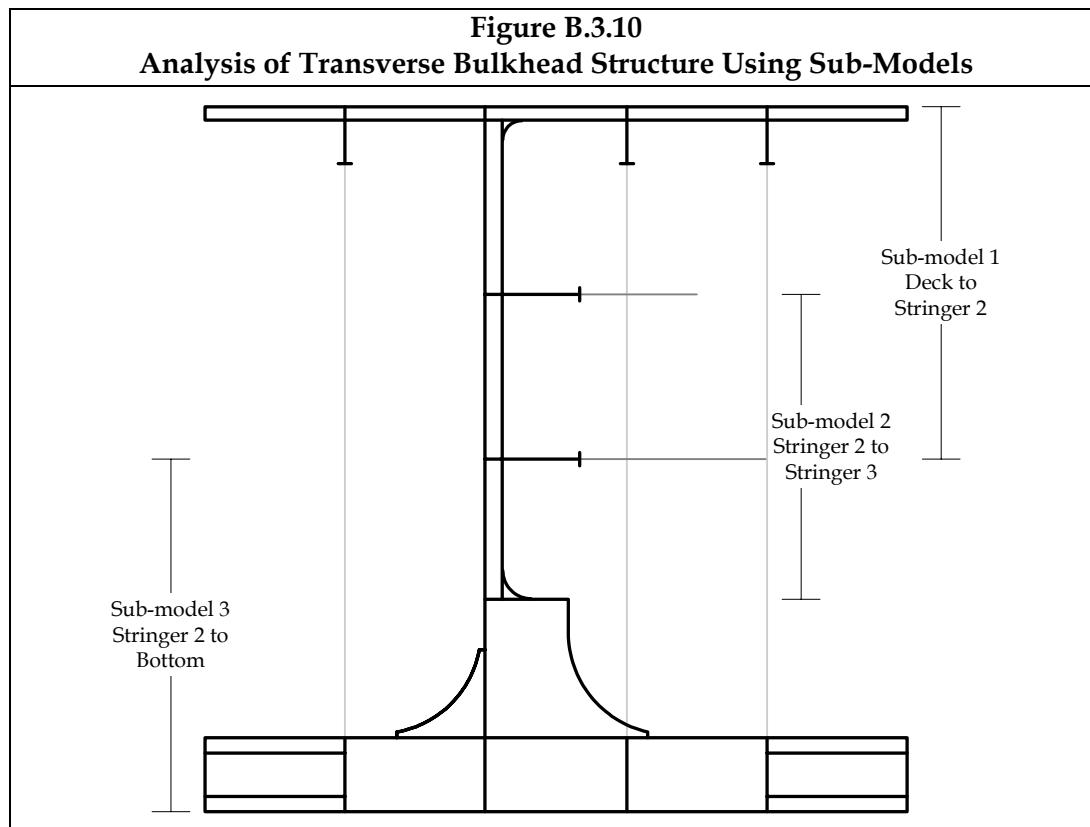 Figure B.3.10
Analysis of Transverse Bulkhead Structure Using Sub-Models
Sub-model 1
Deck to
Stringer 2
Sub-model 2
Stringer 2 to
Stringer 3
Sub-model 3
Stringer 2 to
Bottom